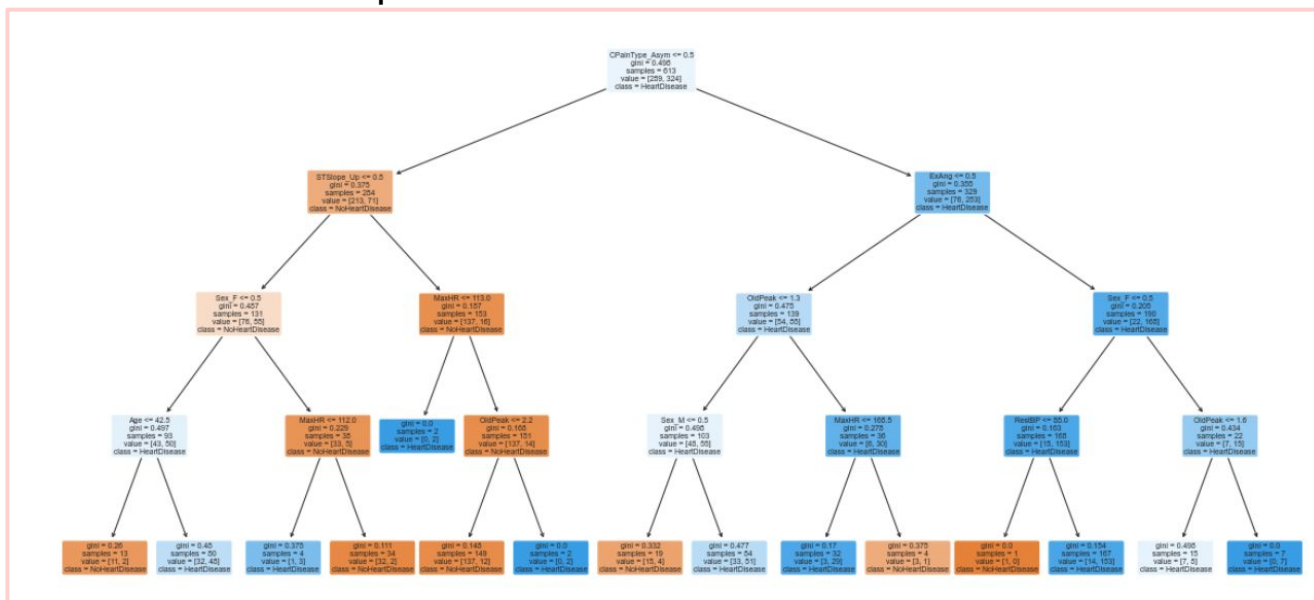 CPainType_Asym <= 0.5
gini = 0.498
samples = 613
value = [289, 324]
class = HeartDisease
STSlope_Up <= 0.5
gini = 0.375
samples = 284
value = [213, 71]
class = NoHeartDisease
ExAng <= 0.5
gini = 0.355
samples = 329
value = [76, 253]
class = HeartDisease
Sex_F <= 0.5
gini = 0.487
samples = 131
value = [76, 55]
class = NoHeartDisease
MaxHR <= 113.0
gini = 0.187
samples = 153
value = [137, 16]
class = NoHeartDisease
OldPeak <= 1.3
gini = 0.475
samples = 139
class = HeartDisease
Sex_F <= 0.5
gini = 0.205
samples = 190
value = [22, 168]
class = HeartDisease
Age <= 42.5
gini = 0.497
samples = 93
value = [43, 50]
class = HeartDisease
MaxHR <= 112.0
gini = 0.229
samples = 38
value = [33, 5]
class = NoHeartDisease
gini = 0.0
samples = 2
value = [0, 2]
class = HeartDisease
OldPeak <= 2.2
gini = 0.168
samples = 151
value = [137, 14]
class = NoHeartDisease
Sex_M <= 0.5
gini = 0.498
samples = 103
value = [48, 55]
class = HeartDisease
MaxHR <= 166.5
gini = 0.278
samples = 36
value = [6, 30]
class = HeartDisease
RestBP <= 55.0
gini = 0.163
samples = 168
value = [15, 153]
class = HeartDisease
OldPeak <= 1.6
gini = 0.434
samples = 22
value = [7, 15]
class = HeartDisease
gini = 0.26
samples = 13
value = [11, 2]
class = NoHeartDisease
gini = 0.48
samples = 80
value = [32, 48]
class = HeartDisease
gini = 0.375
samples = 4
value = [1, 3]
class = HeartDisease
gini = 0.111
samples = 34
value = [32, 2]
class = NoHeartDisease
gini = 0.148
samples = 149
value = [137, 12]
class = NoHeartDisease
gini = 0.0
samples = 2
value = [0, 2]
class = HeartDisease
gini = 0.332
samples = 19
value = [15, 4]
class = NoHeartDisease
gini = 0.477
class = HeartDisease
gini = 0.17
samples = 32
value = [3, 29]
class = HeartDisease
gini = 0.375
samples = 4
value = [3, 1]
class = NoHeartDisease
gini = 0.0
samples = 1
value = [1, 0]
class = NoHeartDisease
gini = 0.154
samples = 167
value = [14, 153]
class = HeartDisease
samples = 15
class = HeartDisease
gini = 0.0
samples = 7
value = [0, 7]
class = HeartDisease